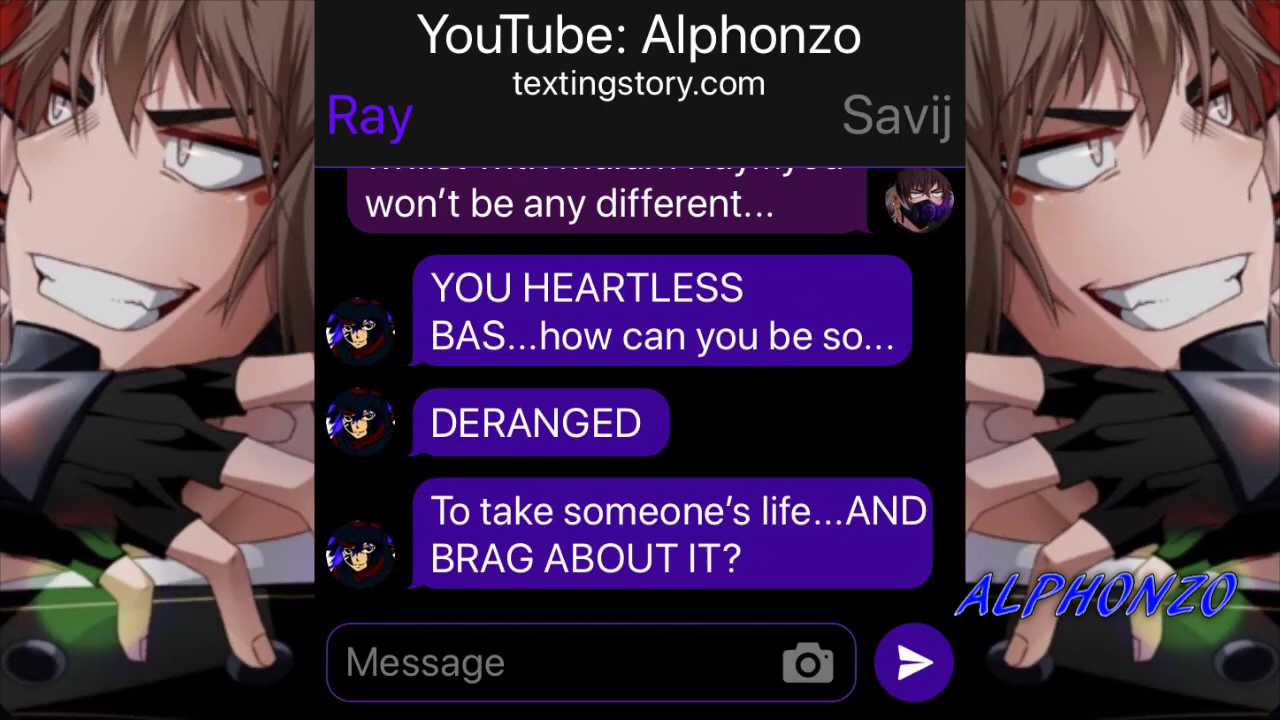 YouTube: Alphonzo
textingstory.com
Ray
Savij
won't be any different...
YOU HEARTLESS
BAS...how can you be so...
DERANGED
To take someone's life...AND
BRAG ABOUT IT?
ALPHONZO
Message